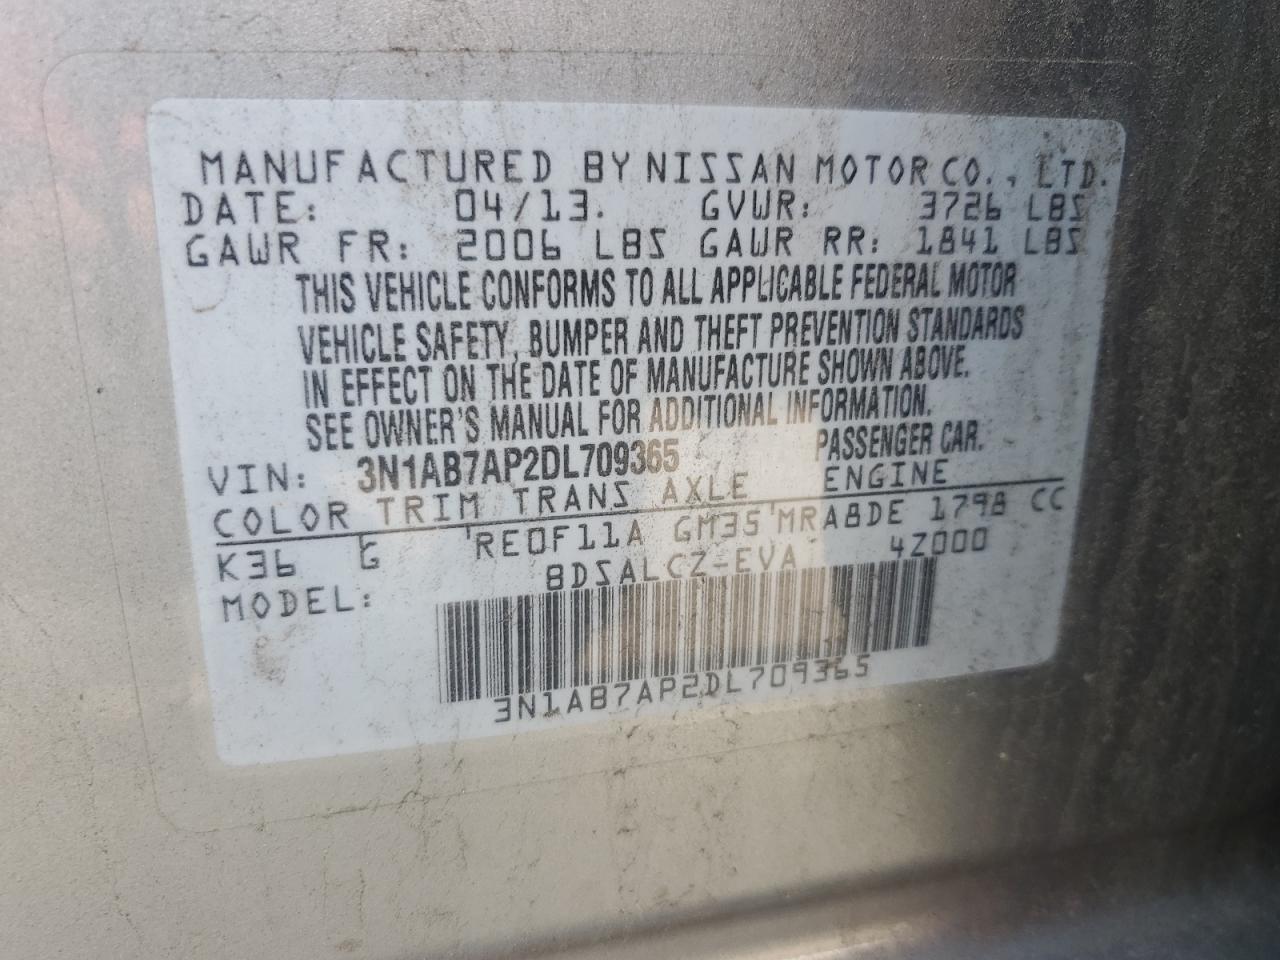 MANUFACTURED BY NISSAN MOTOR CO., LTD.
DATE: 04/13. GVWR: 3726 LBS
GAWR FR: 2006 LBS GAWR RR: 1841 LBS
THIS VEHICLE CONFORMS TO ALL APPLICABLE FEDERAL MOTOR
VEHICLE SAFETY, BUMPER AND THEFT PREVENTION STANDARDS
IN EFFECT ON THE DATE OF MANUFACTURE SHOWN ABOVE.
SEE OWNER'S MANUAL FOR ADDITIONAL INFORMATION.
VIN: 3N1AB7AP2DL709365 PASSENGER CAR.
COLOR TRIM TRANS AXLE ENGINE
K36 G RE0F11A GM35 MRA8DE 1798 CC
MODEL: BDSALCZ-EVA 4Z000
3N1AB7AP2DL709365